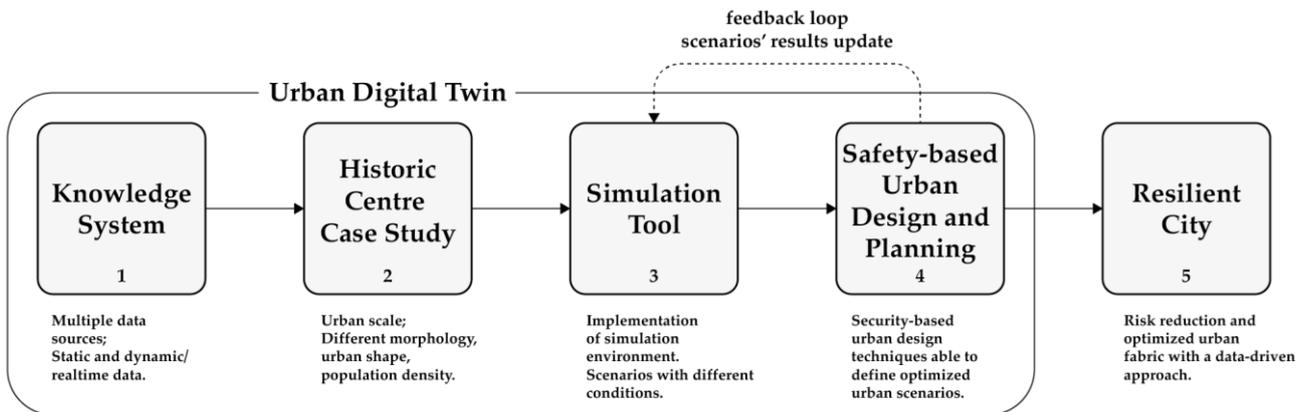 feedback loop
scenarios' results update
Urban Digital Twin
Knowledge
System
1
Historic
Centre
Case Study
2
Simulation
Tool
3
Safety-based
Urban
Design and
Planning
4
Resilient
City
5
Multiple data
sources;
Static and dynamic/
realtime data.
Urban scale;
Different morphology,
urban shape,
population density.
Implementation
of simulation
environment.
Scenarios with different
conditions.
Security-based
urban design
techniques able to
define optimized
urban scenarios.
Risk reduction and
optimized urban
fabric with a data-driven
approach.